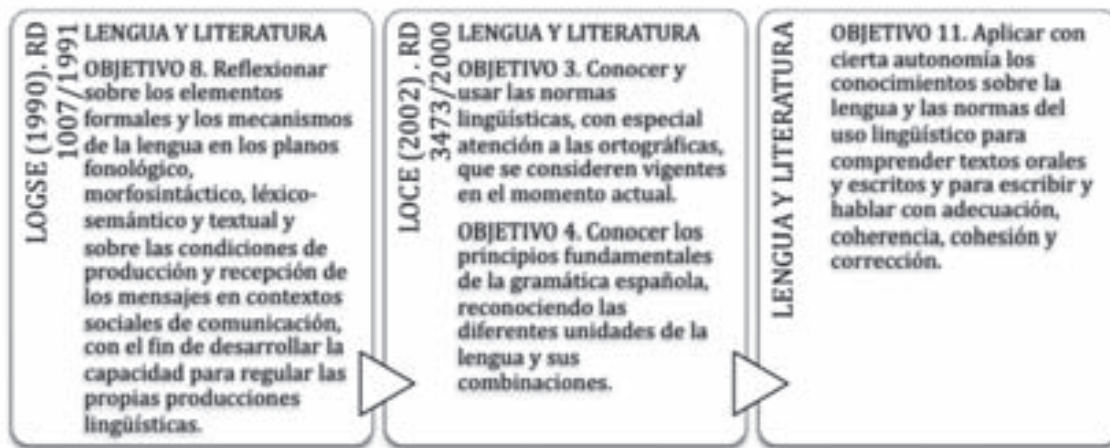 LOGSE (1990). RD
1007/1991
LENGUA Y LITERATURA
OBJETIVO 8. Reflexionar
sobre los elementos
formales y los mecanismos
de la lengua en los planos
fonológico,
morfosintáctico, léxico-
semántico y textual y
sobre las condiciones de
producción y recepción de
los mensajes en contextos
sociales de comunicación,
con el fin de desarrollar la
capacidad para regular las
propias producciones
lingüísticas.
LOCE (2002) . RD
3473/2000
LENGUA Y LITERATURA
OBJETIVO 3. Conocer y
usar las normas
lingüísticas, con especial
atención a las ortográficas,
que se consideren vigentes
en el momento actual.
OBJETIVO 4. Conocer los
principios fundamentales
de la gramática española,
reconociendo las
diferentes unidades de la
lengua y sus
combinaciones.
LENGUA Y LITERATURA
OBJETIVO 11. Aplicar con
cierta autonomía los
conocimientos sobre la
lengua y las normas del
uso lingüístico para
comprender textos orales
y escritos y para escribir y
hablar con adecuación,
coherencia, cohesión y
corrección.